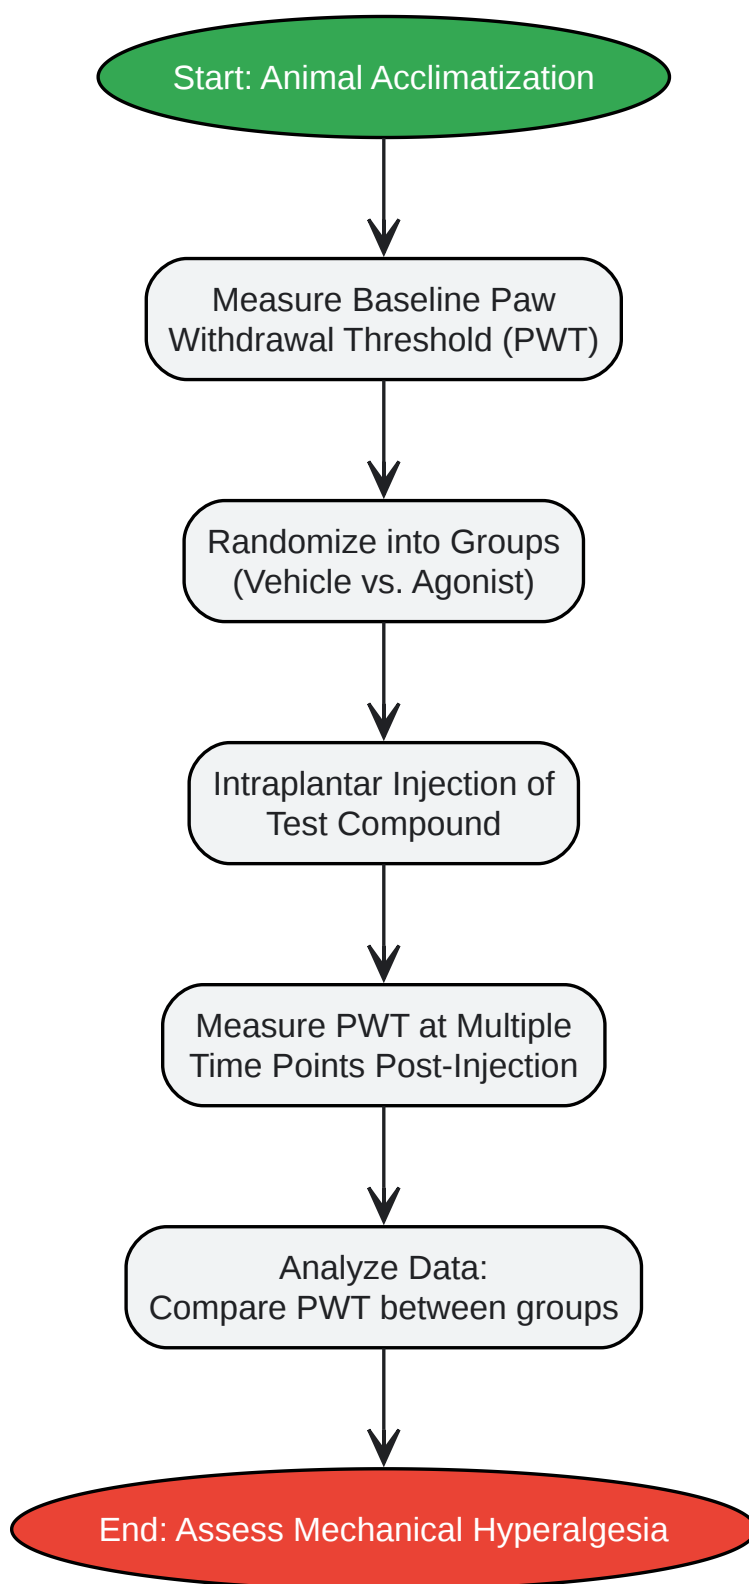 Start: Animal Acclimatization
Measure Baseline Paw
Withdrawal Threshold (PWT)
Randomize into Groups
(Vehicle vs. Agonist)
Intraplantar Injection of
Test Compound
Measure PWT at Multiple
Time Points Post-Injection
Analyze Data:
Compare PWT between groups
End: Assess Mechanical Hyperalgesia